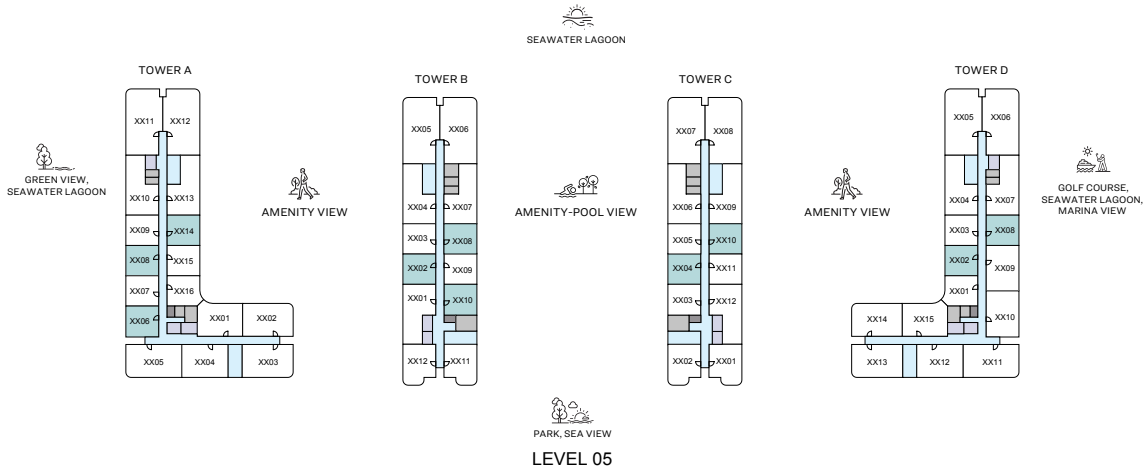 SEAWATER LAGOON
TOWER A
TOWER B
TOWER C
TOWER D
GREEN VIEW,
SEAWATER LAGOON
AMENITY VIEW
AMENITY-POOL VIEW
AMENITY VIEW
GOLF COURSE,
SEAWATER LAGOON,
MARINA VIEW
XX11 XX12
XX10 XX13
XX09 XX14
XX08 XX15
XX07 XX16
XX06 XX01 XX02
XX05 XX04 XX03
XX05 XX06
XX04 XX07
XX03 XX08
XX02 XX09
XX01 XX10
XX12 XX11
XX07 XX08
XX06 XX09
XX05 XX10
XX04 XX11
XX03 XX12
XX02 XX01
XX05 XX06
XX04 XX07
XX03 XX08
XX02 XX09
XX01 XX10
XX14 XX15
XX13 XX12 XX11
PARK, SEA VIEW
LEVEL 05